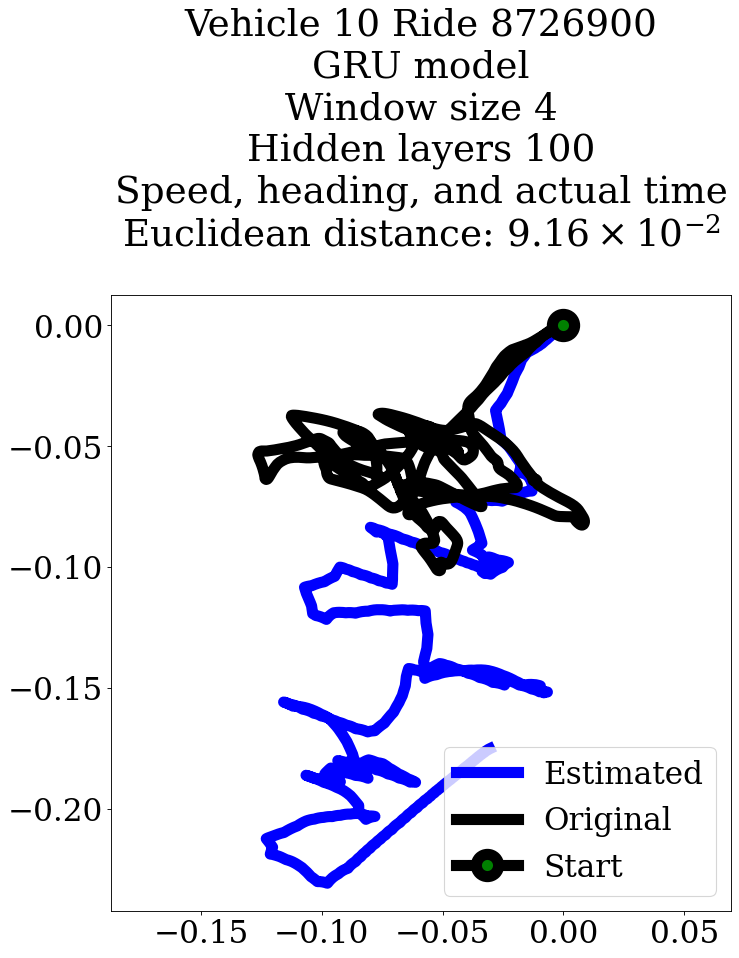 Vehicle 10 Ride 8726900
GRU model
Window size 4
Hidden layers 100
Speed, heading, and actual time
Euclidean distance: 9.16 × 10⁻²
0.00
−0.05
−0.10
−0.15
−0.20
Estimated
Original
Start
−0.15 −0.10 −0.05 0.00 0.05